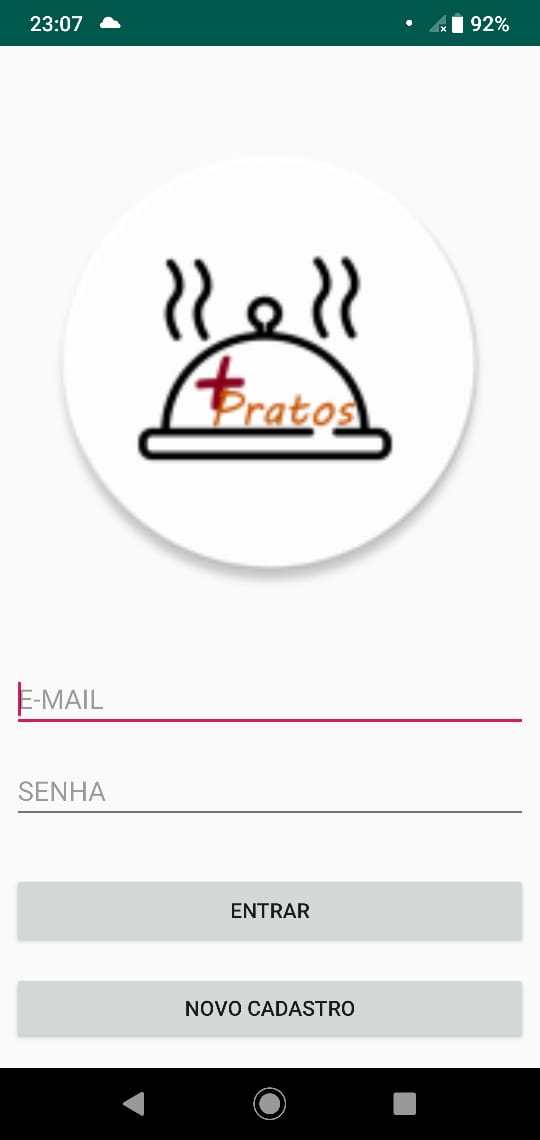 23:07 92%
+Pratos
E-MAIL
SENHA
ENTRAR
NOVO CADASTRO